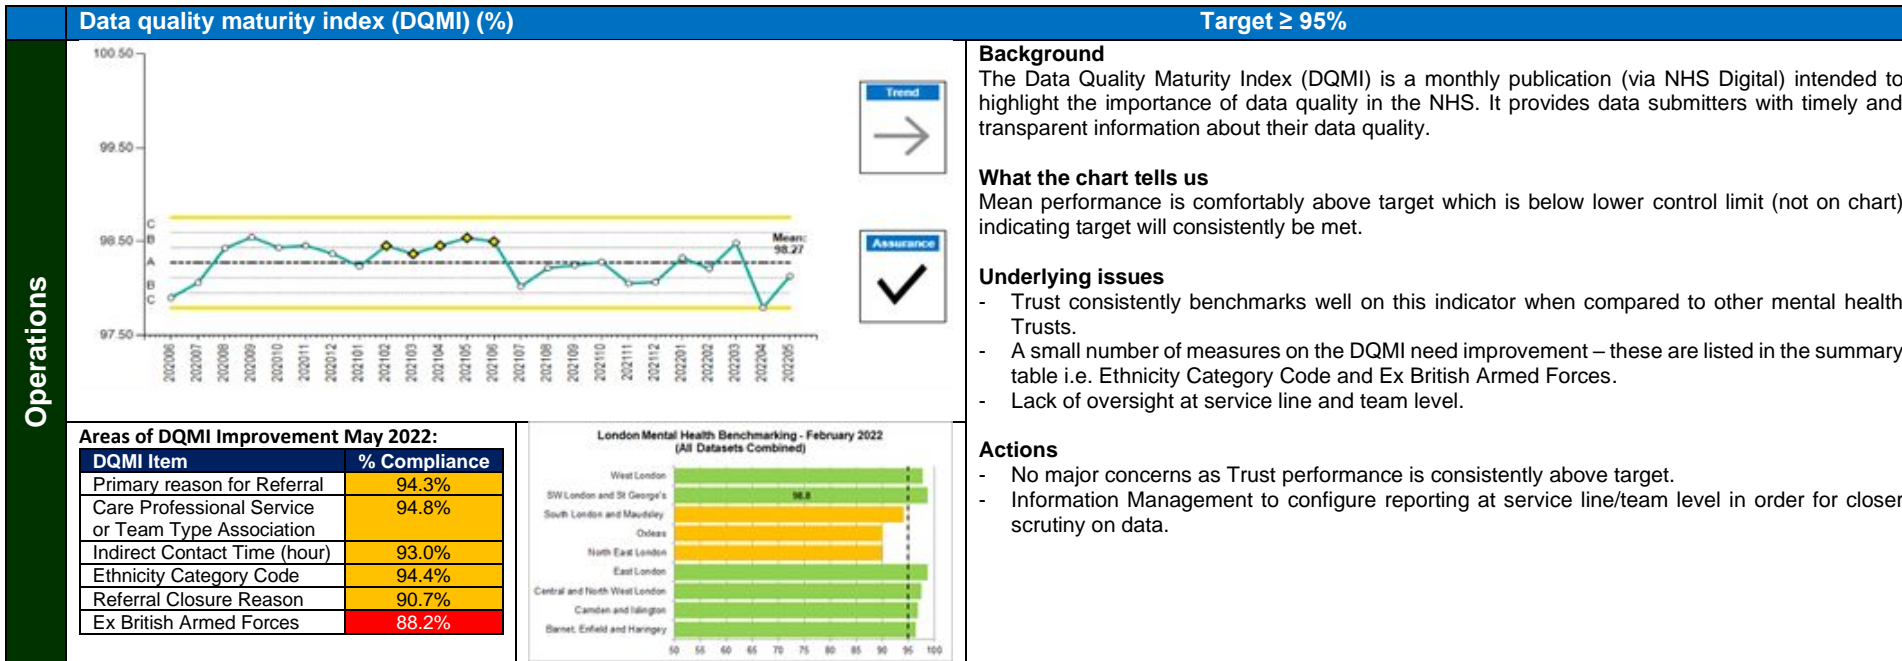 Data quality maturity index (DQMI) (%)
Target ≥ 95%
Operations
100.50
99.50
98.50
97.50
C
B
A
B
C
Mean:
98.27
202006
202007
202008
202009
202010
202011
202012
202101
202102
202103
202104
202105
202106
202107
202108
202109
202110
202111
202112
202201
202202
202203
202204
202205
Trend
Assurance
Areas of DQMI Improvement May 2022:
DQMI Item % Compliance
Primary reason for Referral 94.3%
Care Professional Service 94.8%
or Team Type Association
Indirect Contact Time (hour) 93.0%
Ethnicity Category Code 94.4%
Referral Closure Reason 90.7%
Ex British Armed Forces 88.2%
London Mental Health Benchmarking - February 2022
(All Datasets Combined)
West London
SW London and St George's 98.8
South London and Maudsley
Oxleas
North East London
East London
Central and North West London
Camden and Islington
Barnet, Enfield and Haringey
50 55 60 65 70 75 80 85 90 95 100
Background
The Data Quality Maturity Index (DQMI) is a monthly publication (via NHS Digital) intended to
highlight the importance of data quality in the NHS. It provides data submitters with timely and
transparent information about their data quality.
What the chart tells us
Mean performance is comfortably above target which is below lower control limit (not on chart)
indicating target will consistently be met.
Underlying issues
- Trust consistently benchmarks well on this indicator when compared to other mental health
Trusts.
- A small number of measures on the DQMI need improvement – these are listed in the summary
table i.e. Ethnicity Category Code and Ex British Armed Forces.
- Lack of oversight at service line and team level.
Actions
- No major concerns as Trust performance is consistently above target.
- Information Management to configure reporting at service line/team level in order for closer
scrutiny on data.